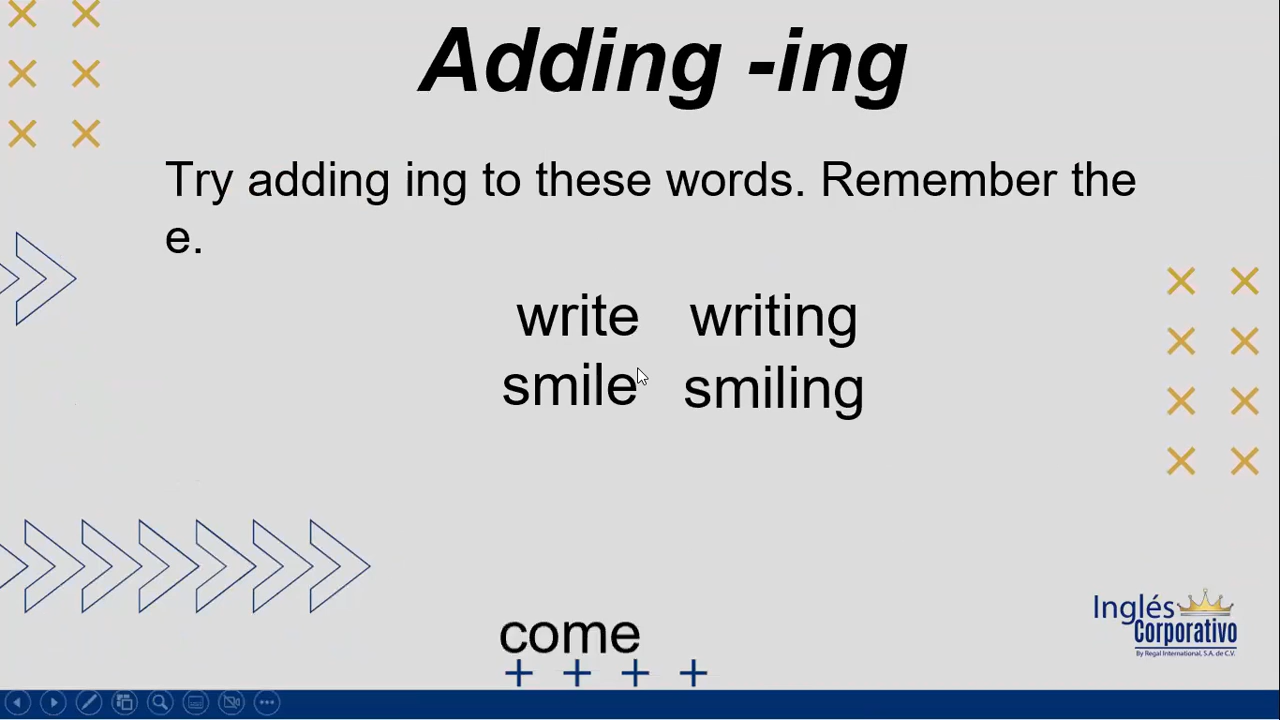 Adding -ing
Try adding ing to these words. Remember the
e.
write writing
smile smiling
come
Inglés
Corporativo
By Regal International, S.A. de C.V.